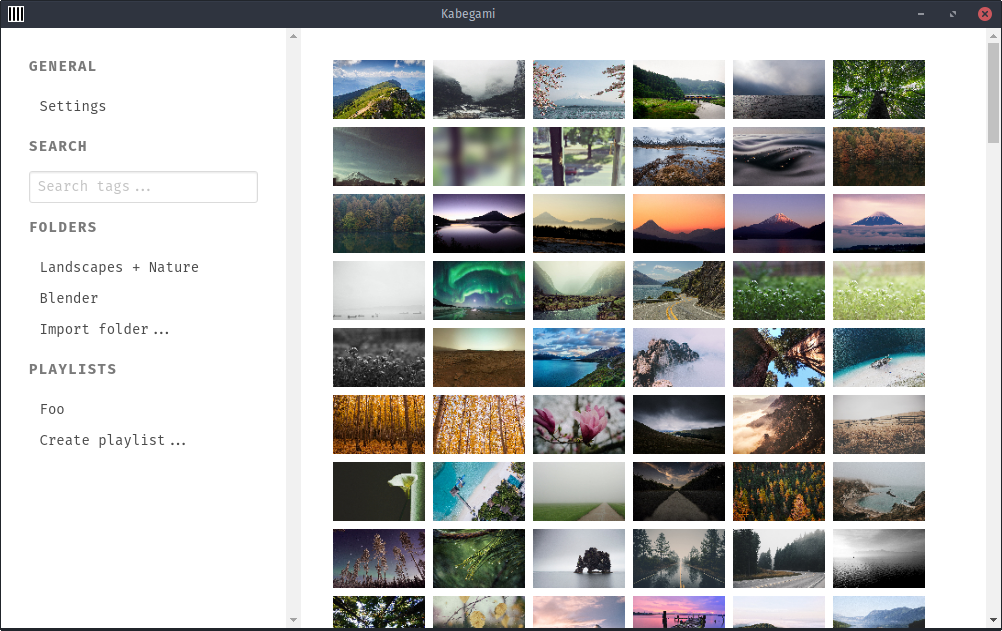 Kabegami
GENERAL
Settings
SEARCH
Search tags...
FOLDERS
Landscapes + Nature
Blender
Import folder...
PLAYLISTS
Foo
Create playlist...